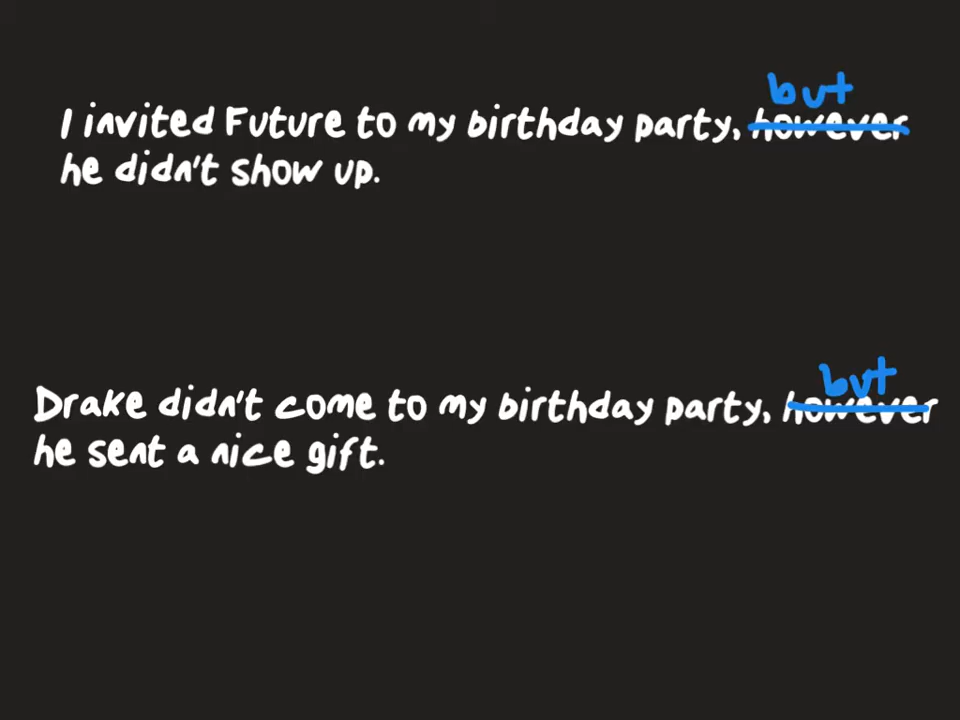 but
I invited Future to my birthday party, however
he didn't show up.
but
Drake didn't come to my birthday party, however
he sent a nice gift.